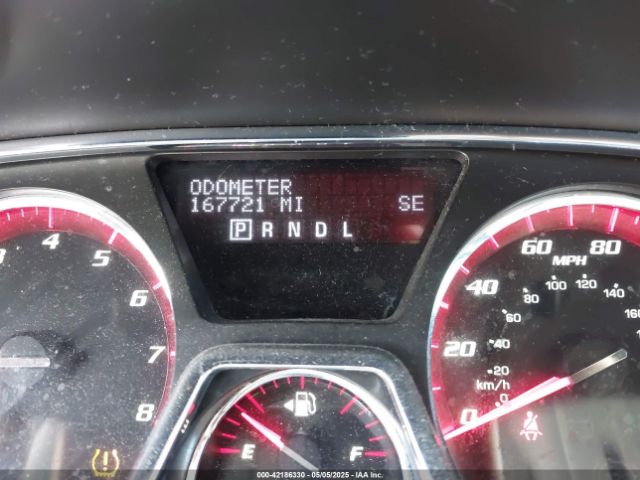 ODOMETER
167721 MI SE
P R N D L
4 5 6 7 8
60 80
MPH
40
100 120
80 140
60 160
20 40
20
km/h
0 0
E F
000-42186330 - 05/05/2025 - IAA Inc.